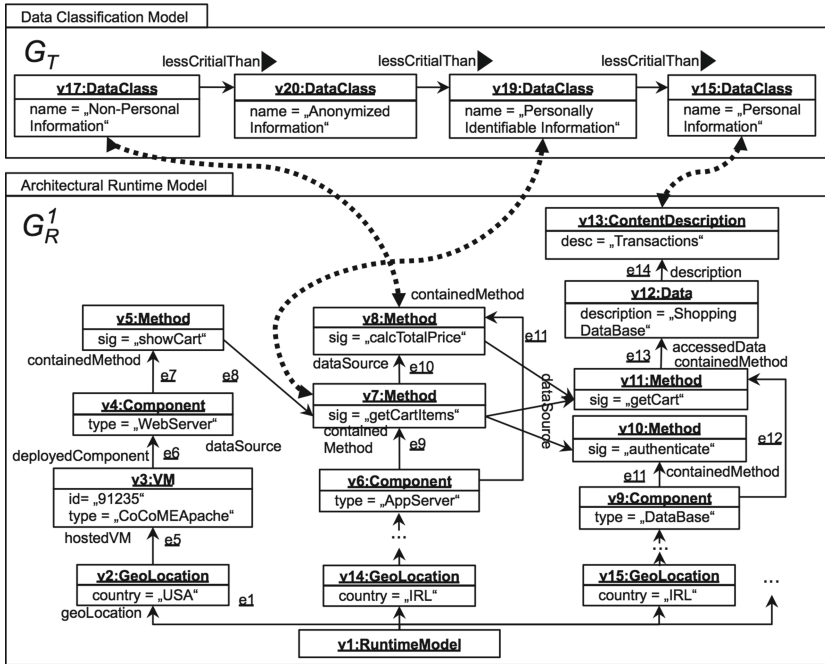 Data Classification Model
G_T
lessCritialThan
lessCritialThan
lessCritialThan
v17:DataClass
name = „Non-Personal
Information“
v20:DataClass
name = „Anonymized
Information“
v19:DataClass
name = „Personally
Identifiable Information“
v15:DataClass
name = „Personal
Information“
Architectural Runtime Model
G_R^1
v13:ContentDescription
desc = „Transactions“
e14
description
v12:Data
description = „Shopping
DataBase“
e13
accessedData
containedMethod
v5:Method
sig = „showCart“
containedMethod
e7
e8
containedMethod
v8:Method
sig = „calcTotalPrice“
e11
dataSource
e10
v7:Method
sig = „getCartItems“
contained
Method
e9
dataSource
v11:Method
sig = „getCart“
v10:Method
sig = „authenticate“
e12
e11
containedMethod
v4:Component
type = „WebServer“
deployedComponent
e6
dataSource
v6:Component
type = „AppServer“
...
v9:Component
type = „DataBase“
...
v3:VM
id= „91235“
type = „CoCoMEApache“
hostedVM
e5
v2:GeoLocation
country = „USA“
e1
geoLocation
v14:GeoLocation
country = „IRL“
v15:GeoLocation
country = „IRL“
...
v1:RuntimeModel